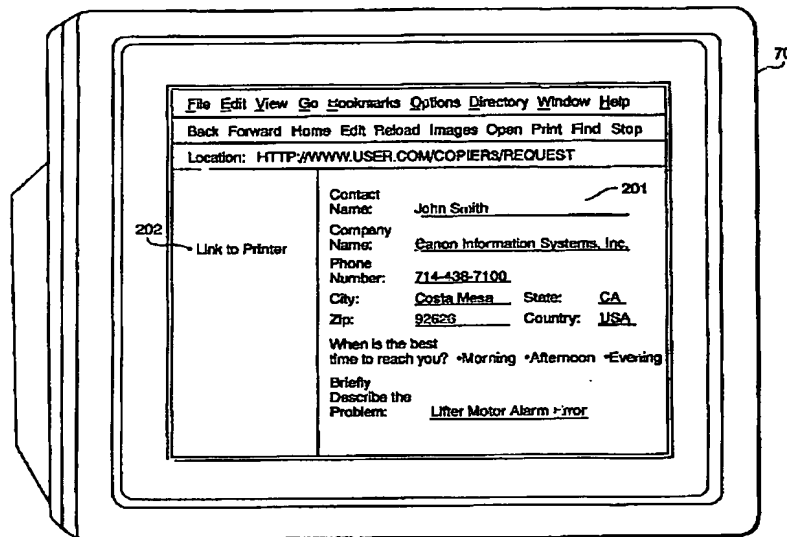 70
File Edit View Go Bookmarks Options Directory Window Help
Back Forward Home Edit Reload Images Open Print Find Stop
Location: HTTP://WWW.USER.COM/COPIERS/REQUEST
202
• Link to Printer
201
Contact
Name: John Smith
Company
Name: Canon Information Systems, Inc.
Phone
Number: 714-438-7100
City: Costa Mesa State: CA
Zip: 92626 Country: USA
When is the best
time to reach you? •Morning •Afternoon •Evening
Briefly
Describe the
Problem: Lifter Motor Alarm Error